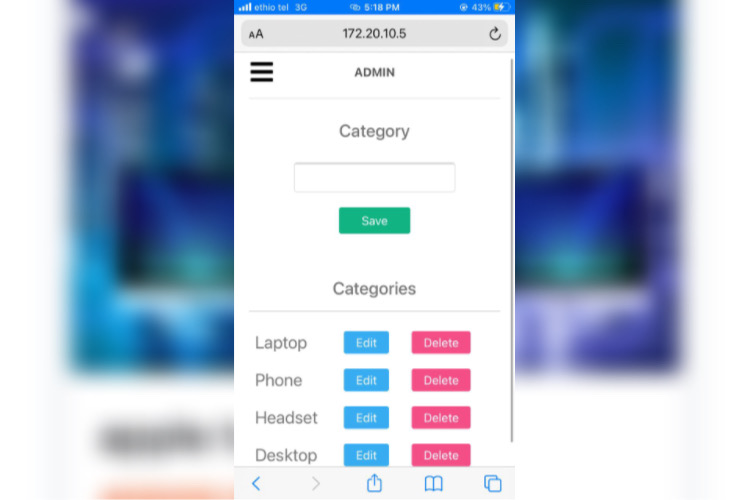 ethio tel 3G 5:18 PM 43%
AA 172.20.10.5
ADMIN
Category
Save
Categories
Laptop Edit Delete
Phone Edit Delete
Headset Edit Delete
Desktop Edit Delete